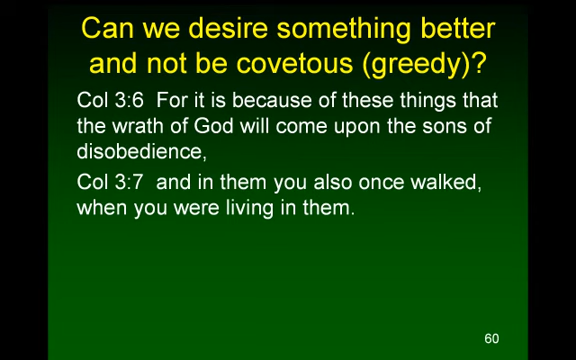 Can we desire something better
and not be covetous (greedy)?
Col 3:6  For it is because of these things that
the wrath of God will come upon the sons of
disobedience,
Col 3:7  and in them you also once walked,
when you were living in them.
60